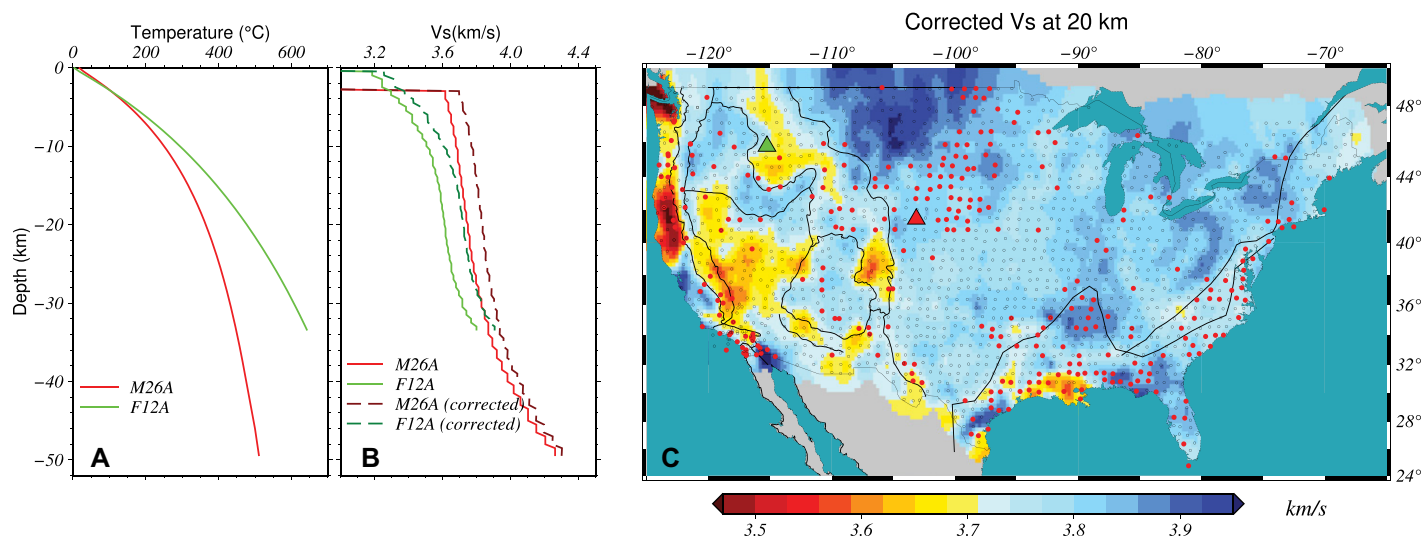 Temperature (°C)
0 200 400 600
Vs(km/s)
3.2 3.6 4.0 4.4
Corrected Vs at 20 km
−120° −110° −100° −90° −80° −70°
Depth (km)
0
−10
−20
−30
−40
−50
M26A
F12A
A
M26A
F12A
M26A (corrected)
F12A (corrected)
B
48°
44°
40°
36°
32°
28°
24°
C
3.5 3.6 3.7 3.8 3.9
km/s